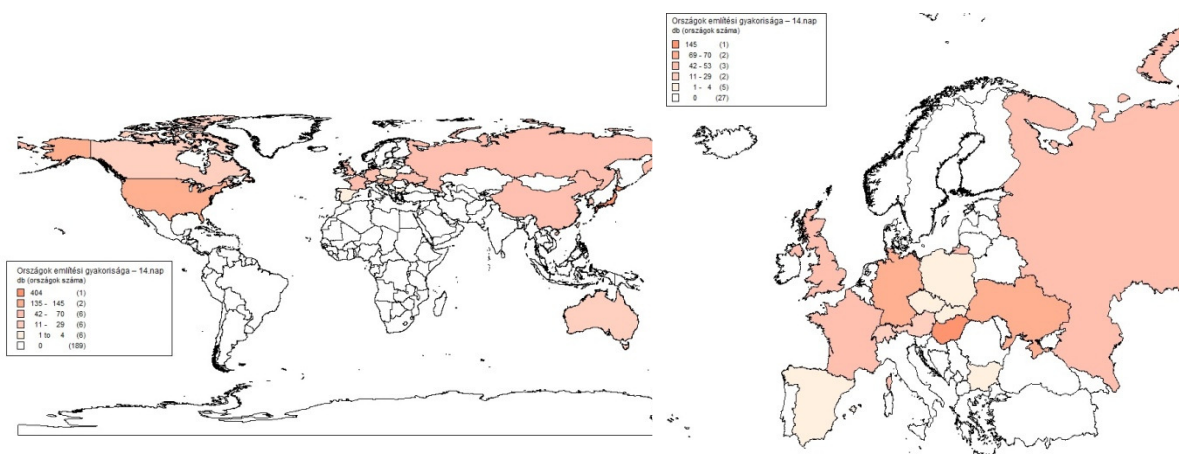 Országok említési gyakorisága – 14.nap
db (országok száma)
404 (1)
135 - 145 (2)
42 - 70 (6)
11 - 29 (6)
1 to 4 (6)
0 (189)
Országok említési gyakorisága – 14.nap
db (országok száma)
145 (1)
69 - 70 (2)
42 - 53 (3)
11 - 29 (2)
1 - 4 (5)
0 (27)